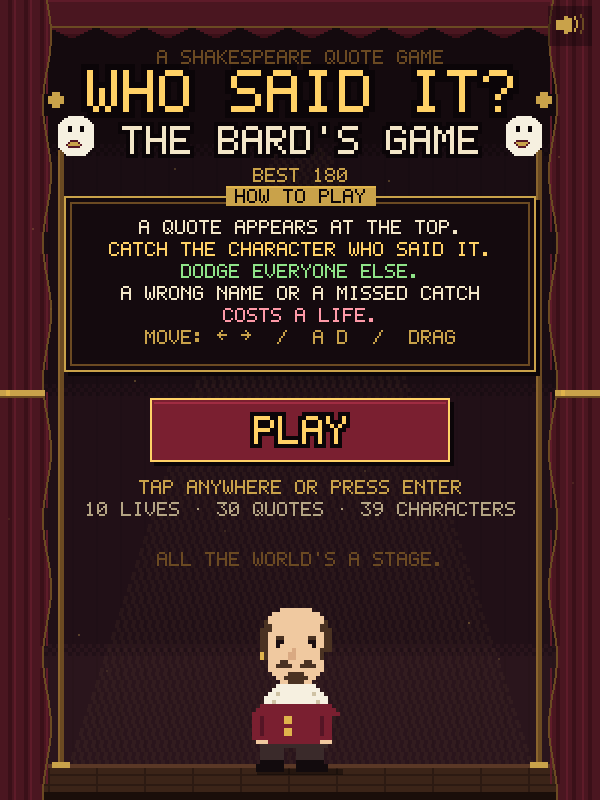 A SHAKESPEARE QUOTE GAME
WHO SAID IT?
THE BARD'S GAME
BEST 180
HOW TO PLAY
A QUOTE APPEARS AT THE TOP.
CATCH THE CHARACTER WHO SAID IT.
DODGE EVERYONE ELSE.
A WRONG NAME OR A MISSED CATCH
COSTS A LIFE.
MOVE: ← → / A D / DRAG
PLAY
TAP ANYWHERE OR PRESS ENTER
10 LIVES · 30 QUOTES · 39 CHARACTERS
ALL THE WORLD'S A STAGE.